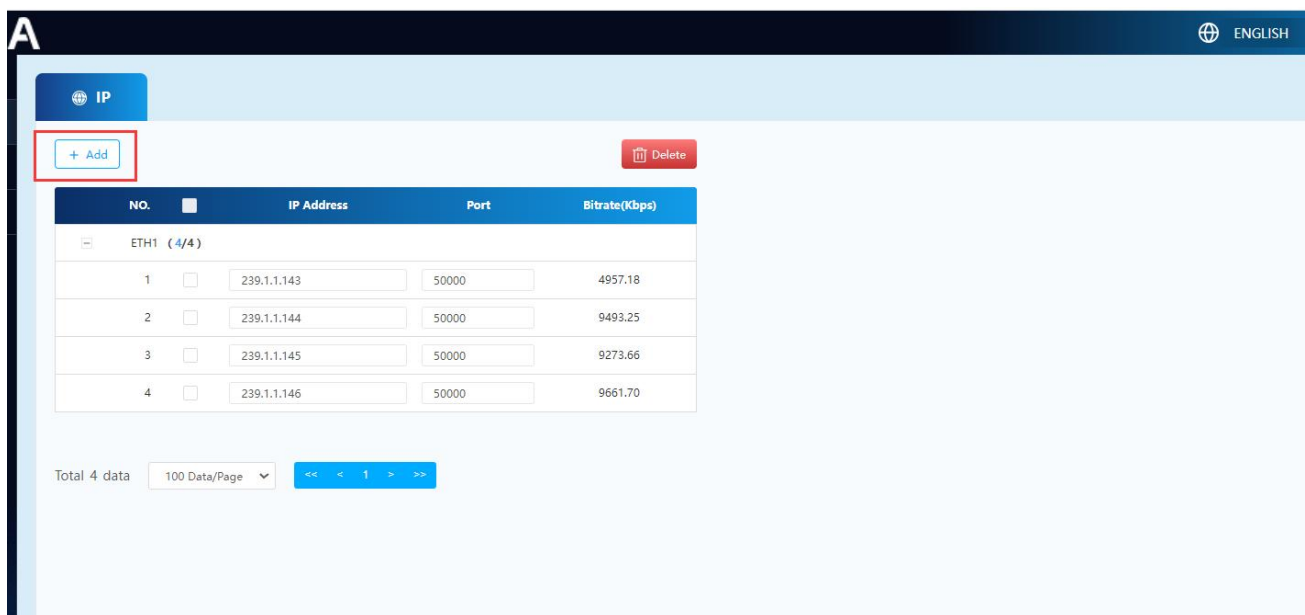 A
ENGLISH
IP
+ Add
Delete
NO. IP Address Port Bitrate(Kbps)
ETH1 ( 4/4 )
1 239.1.1.143 50000 4957.18
2 239.1.1.144 50000 9493.25
3 239.1.1.145 50000 9273.66
4 239.1.1.146 50000 9661.70
Total 4 data 100 Data/Page << < 1 > >>